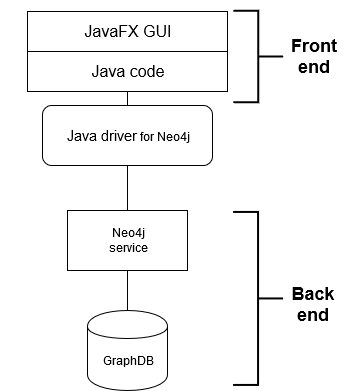 JavaFX GUI
Java code
Front
end
Java driver for Neo4j
Neo4j
service
Back
end
GraphDB